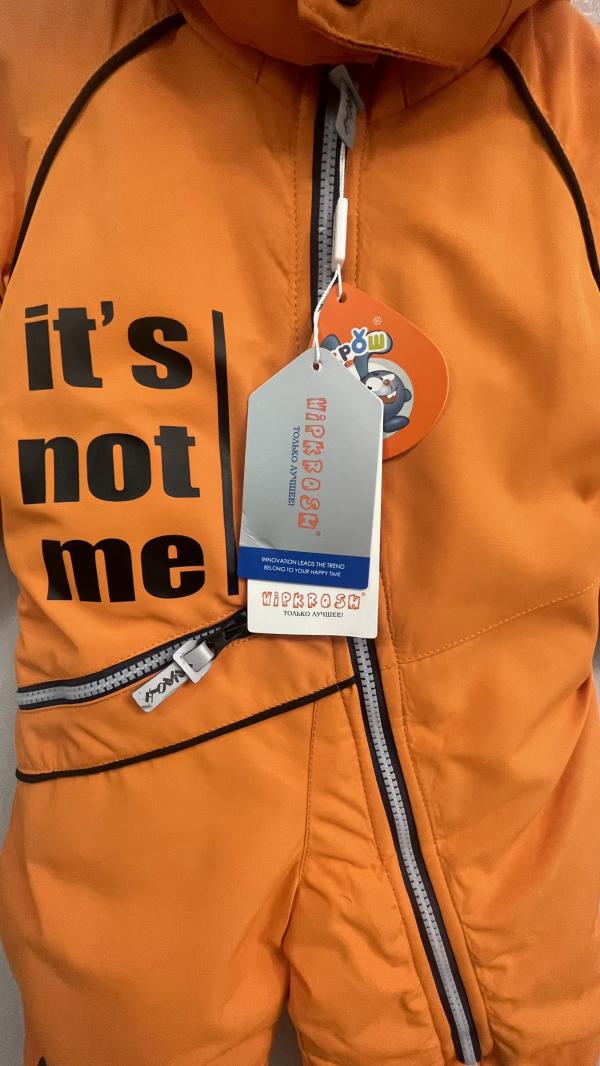 it's
not
me
HiPKROSH®
ТОЛЬКО ЛУЧШЕЕ!
INNOVATION LEADS THE TREND
BELONG TO YOUR HAPPY TIME
HiPKROSH®
ТОЛЬКО ЛУЧШЕЕ!